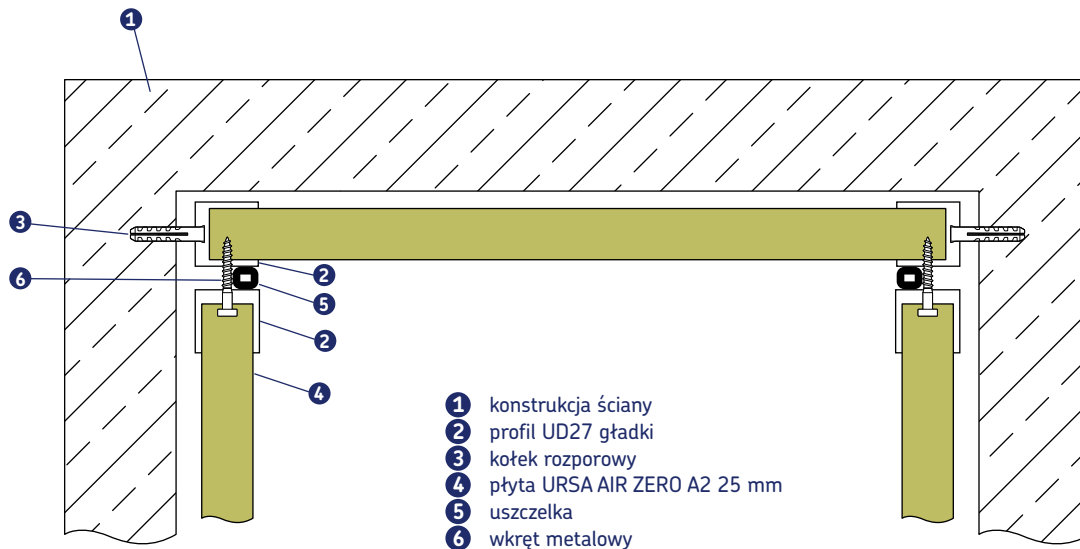 1
3
6
2
5
2
4
1 konstrukcja ściany
2 profil UD27 gładki
3 kołek rozporowy
4 płyta URSA AIR ZERO A2 25 mm
5 uszczelka
6 wkręt metalowy